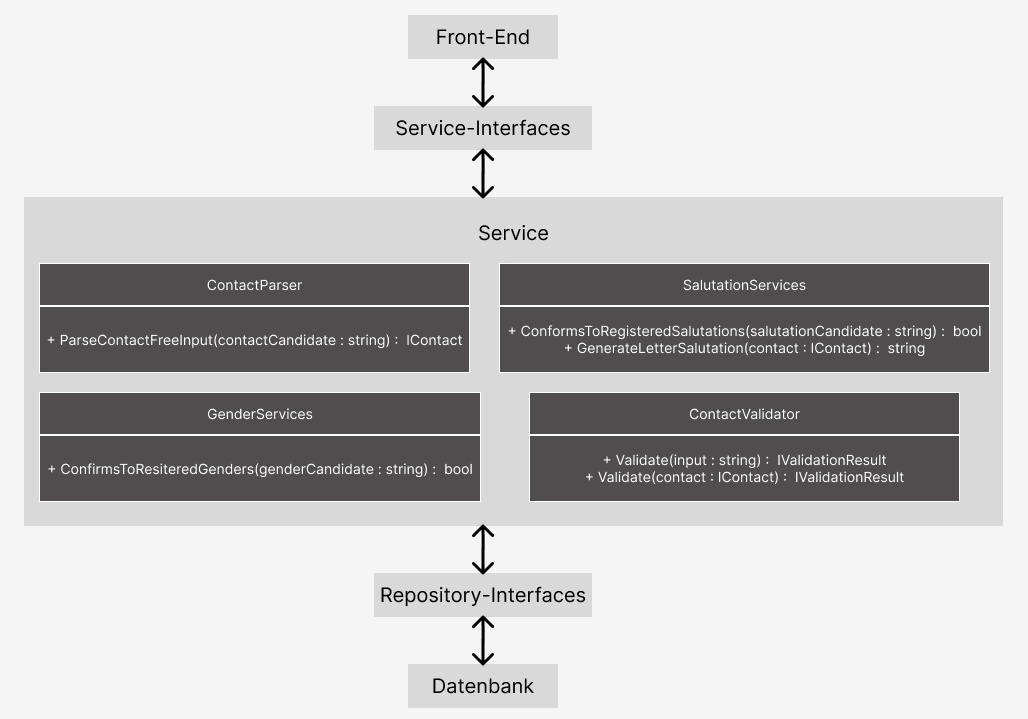 Front-End
Service-Interfaces
Service
ContactParser
+ ParseContactFreeInput(contactCandidate : string) : IContact
SalutationServices
+ ConformsToRegisteredSalutations(salutationCandidate : string) : bool
+ GenerateLetterSalutation(contact : IContact) : string
GenderServices
+ ConfirmsToResiteredGenders(genderCandidate : string) : bool
ContactValidator
+ Validate(input : string) : IValidationResult
+ Validate(contact : IContact) : IValidationResult
Repository-Interfaces
Datenbank